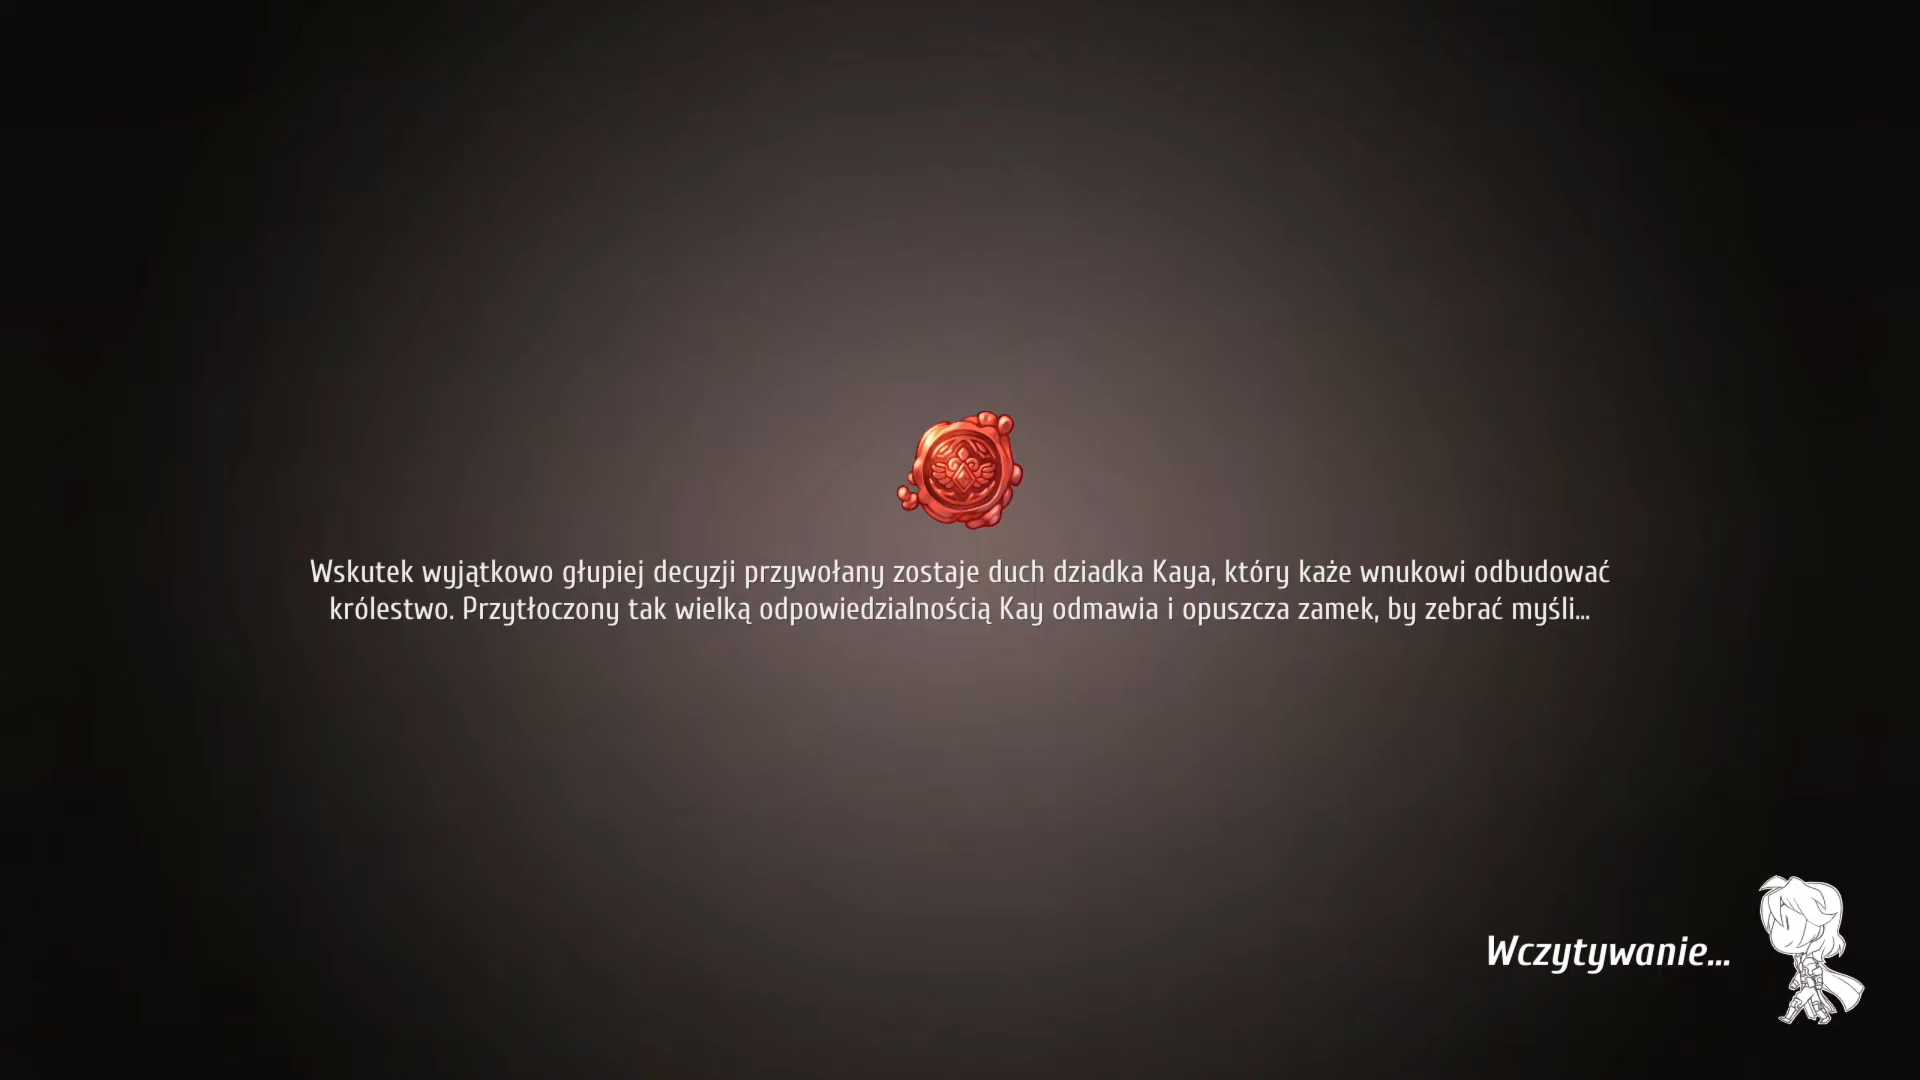 Wskutek wyjątkowo głupiej decyzji przywołany zostaje duch dziadka Kaya, który każe wnukowi odbudować
królestwo. Przytłoczony tak wielką odpowiedzialnością Kay odmawia i opuszcza zamek, by zebrać myśli...
Wczytywanie...